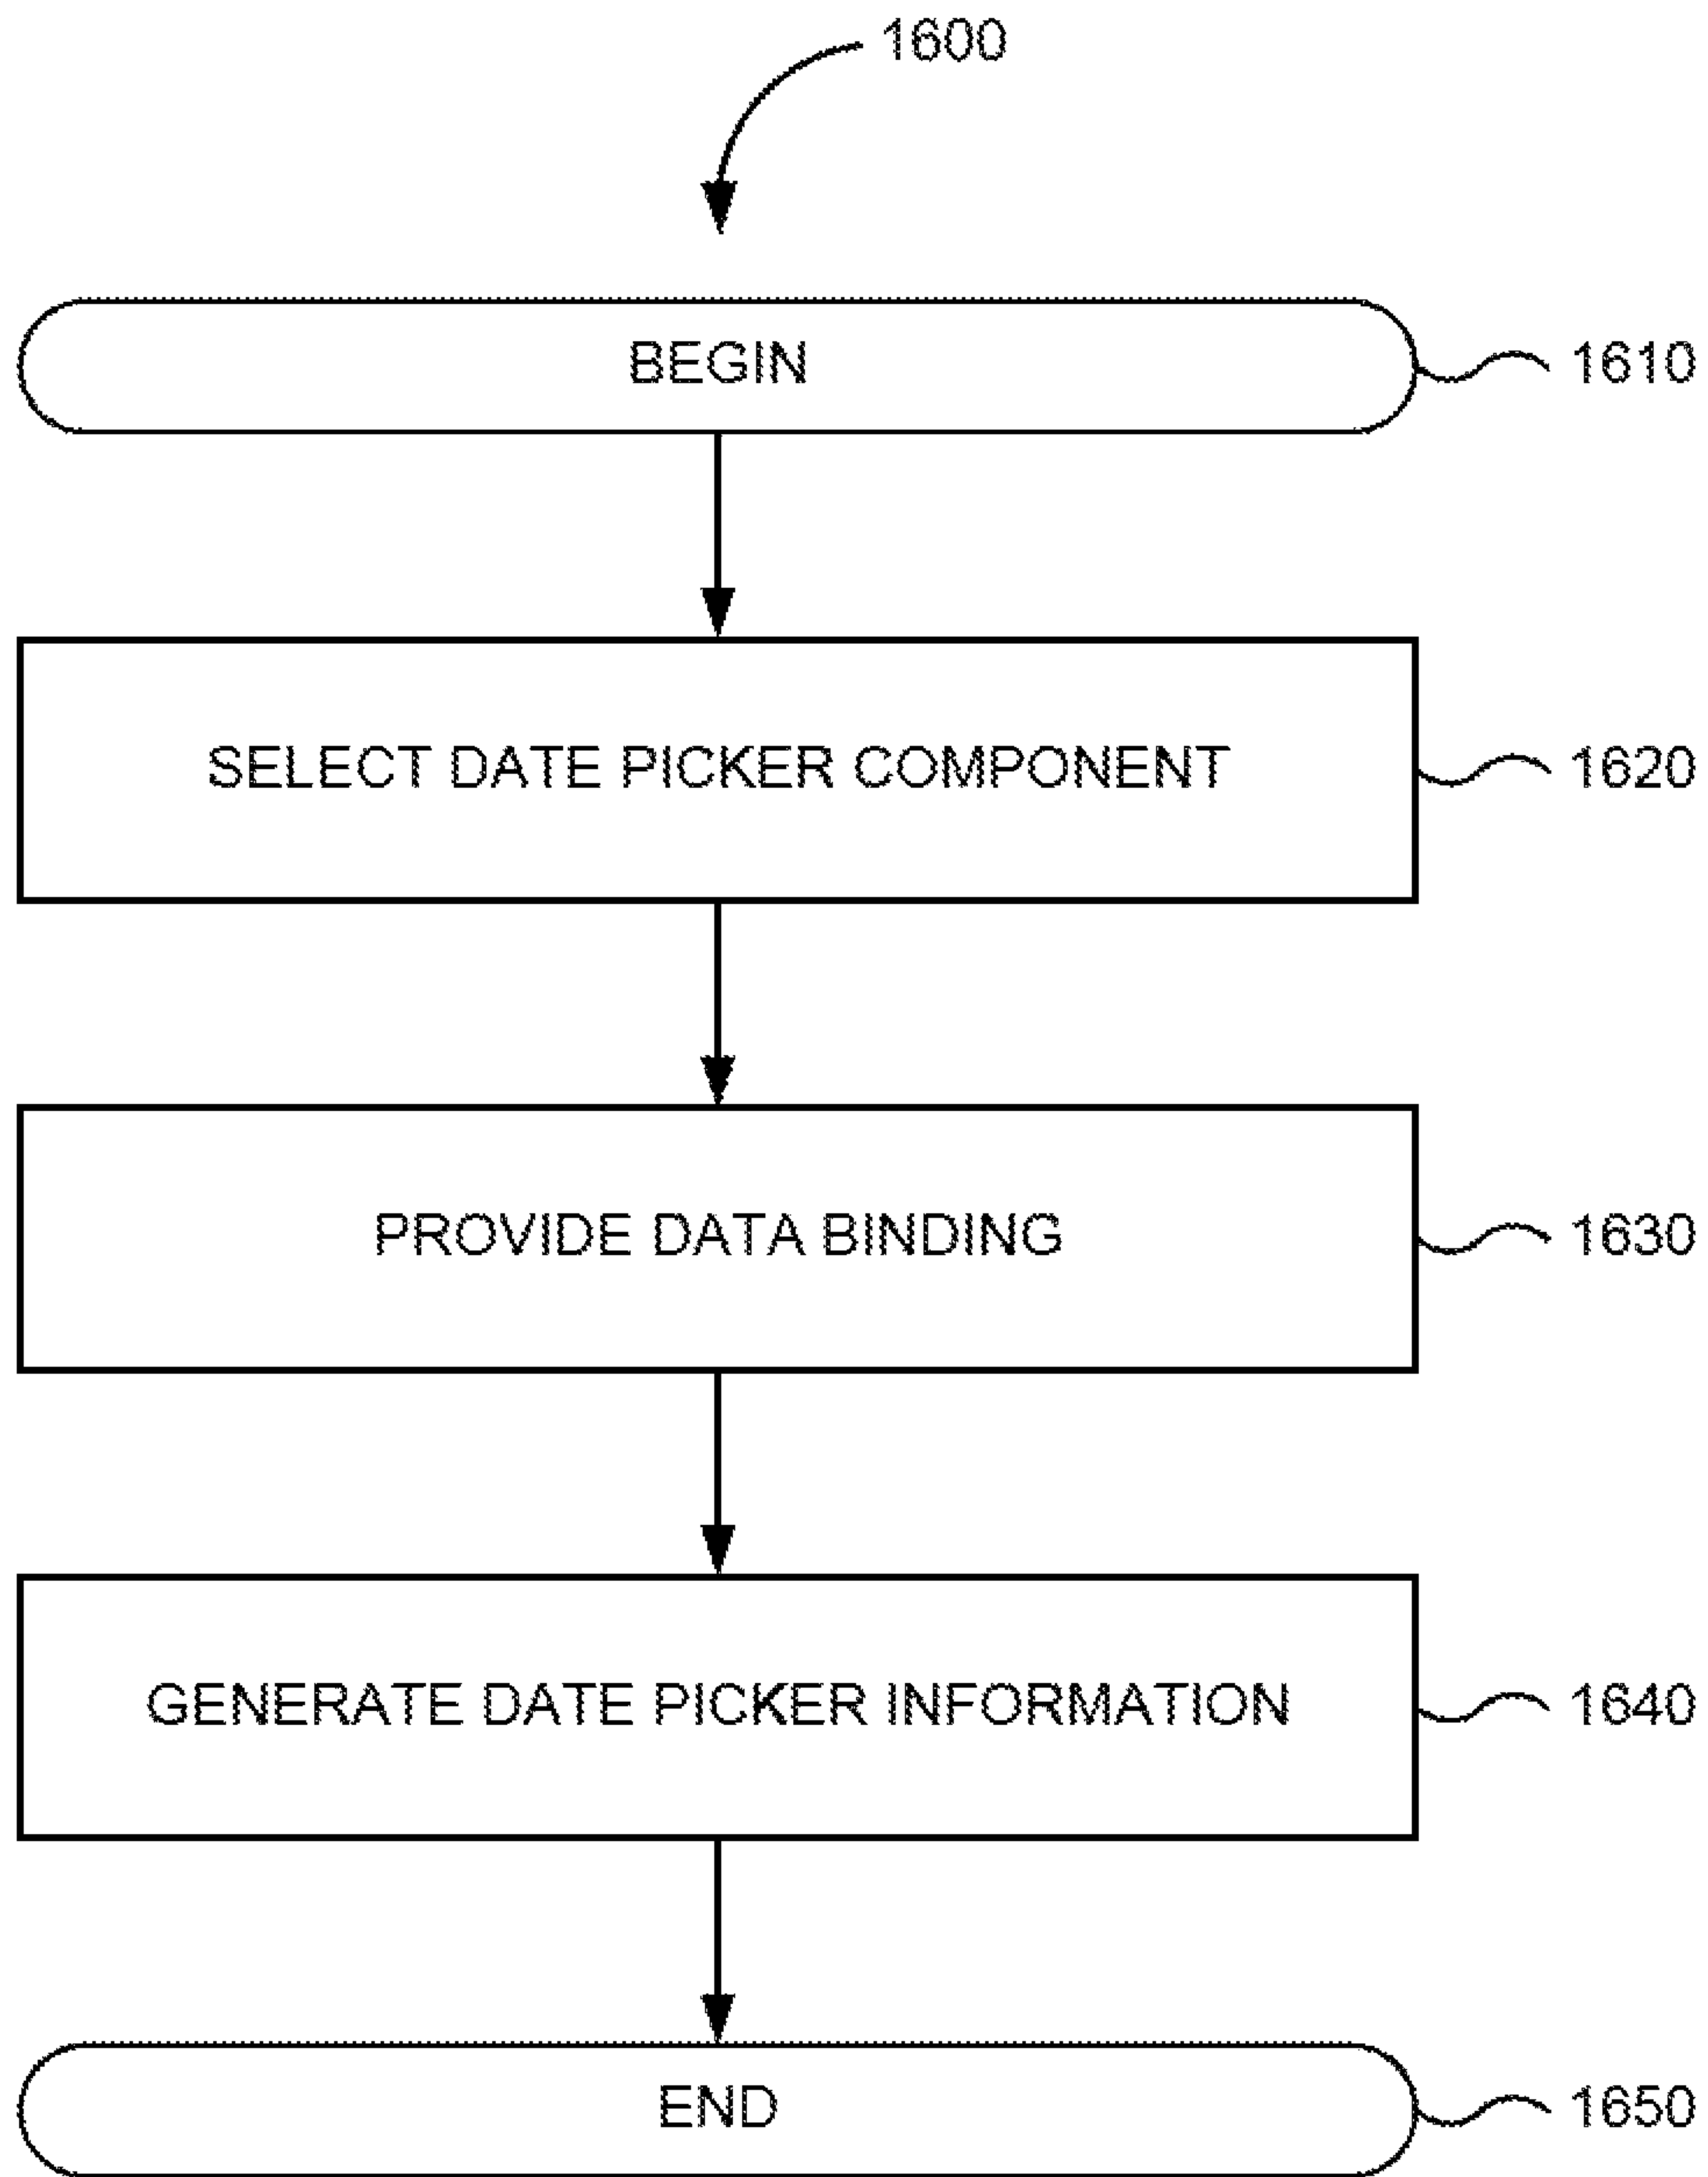 1600
BEGIN
1610
SELECT DATE PICKER COMPONENT
1620
PROVIDE DATA BINDING
1630
GENERATE DATE PICKER INFORMATION
1640
END
1650